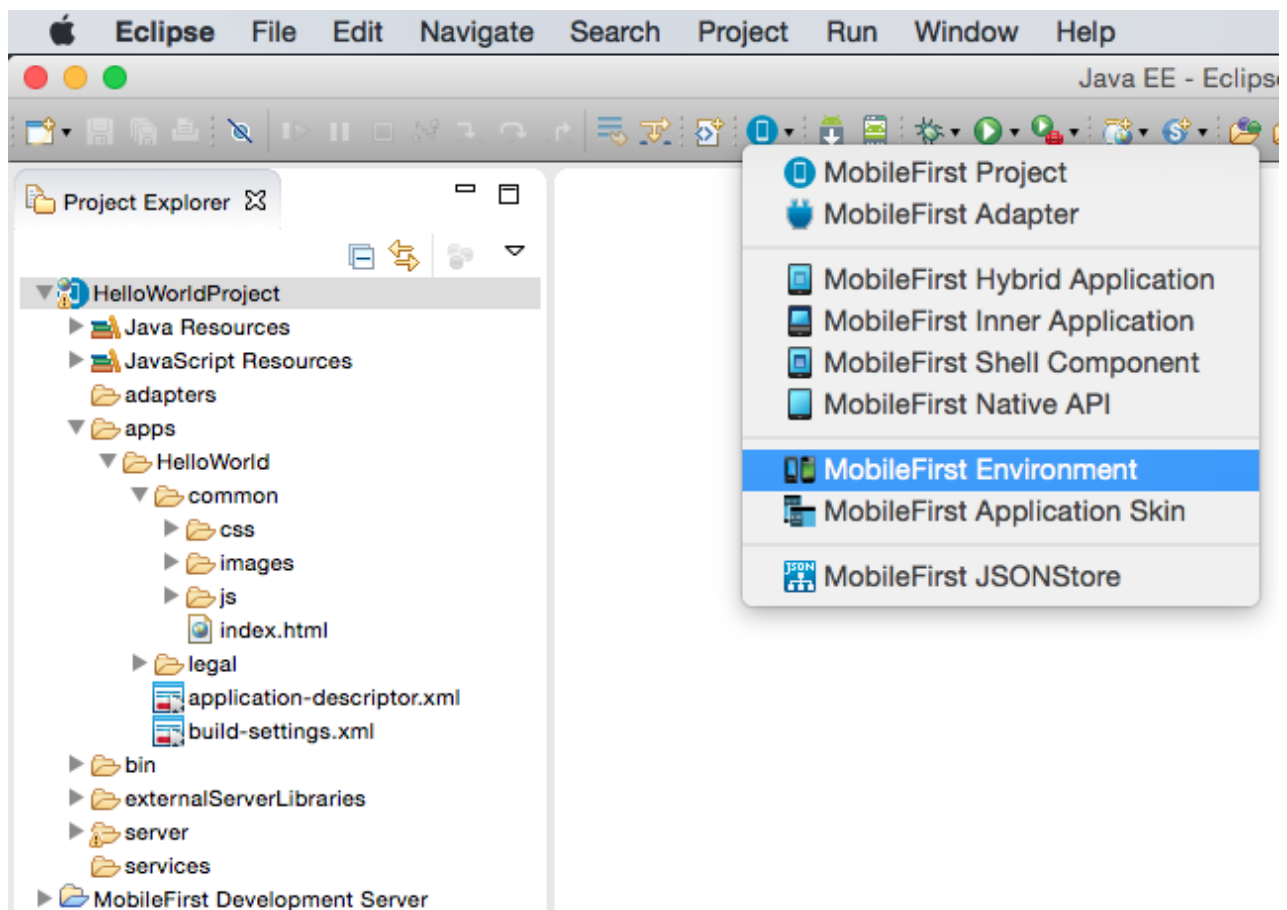 Eclipse File Edit Navigate Search Project Run Window Help
Java EE - Eclipse
Project Explorer
MobileFirst Project
MobileFirst Adapter
MobileFirst Hybrid Application
MobileFirst Inner Application
MobileFirst Shell Component
MobileFirst Native API
MobileFirst Environment
MobileFirst Application Skin
JSON
MobileFirst JSONStore
HelloWorldProject
Java Resources
JavaScript Resources
adapters
apps
HelloWorld
common
css
images
js
index.html
legal
application-descriptor.xml
build-settings.xml
bin
externalServerLibraries
server
services
MobileFirst Development Server